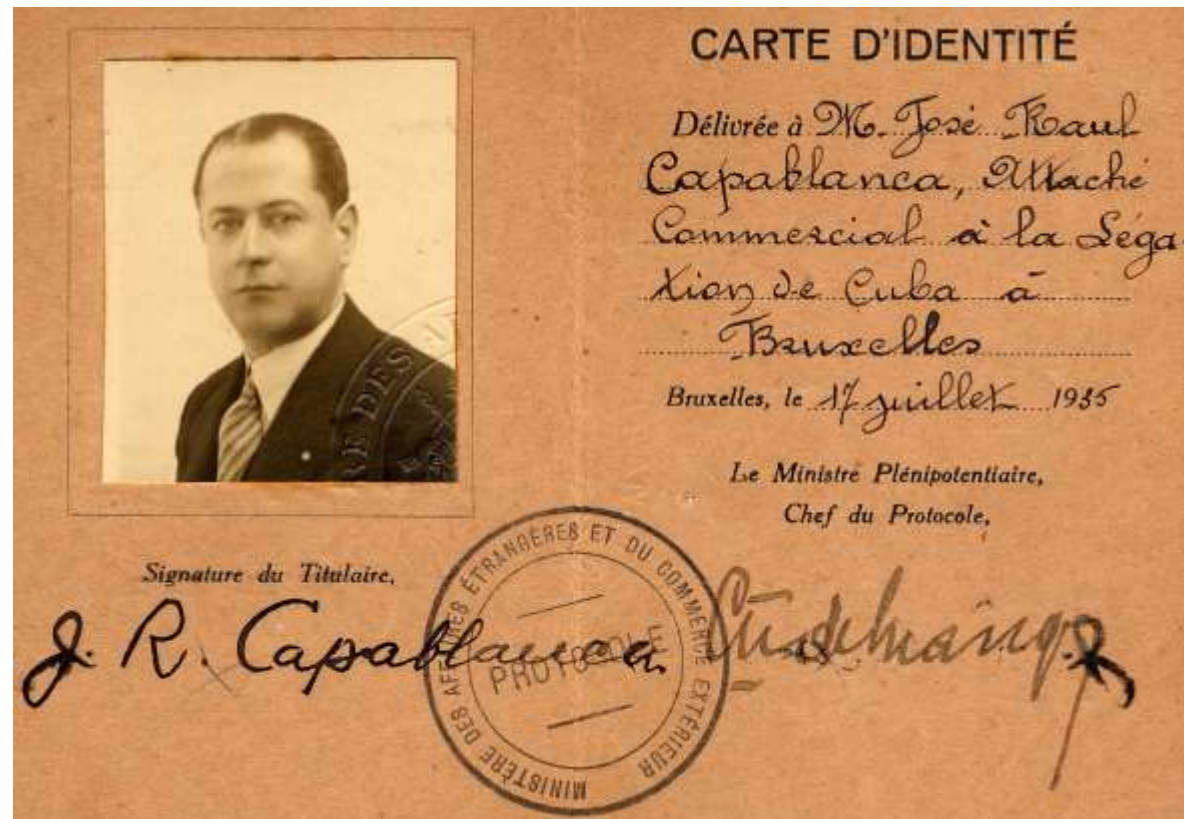 CARTE D'IDENTITÉ
Délivrée à M. José Raul
Capablanca, Attaché
Commercial à la Léga-
tion de Cuba à
Bruxelles
Bruxelles, le 17 juillet 1935
Le Ministre Plénipotentiaire,
Chef du Protocole,
Signature du Titulaire,
J. R. Capablanca
MINISTÈRE DES AFFAIRES ÉTRANGÈRES ET DU COMMERCE EXTÉRIEUR
PROTOCOLE
RE DES